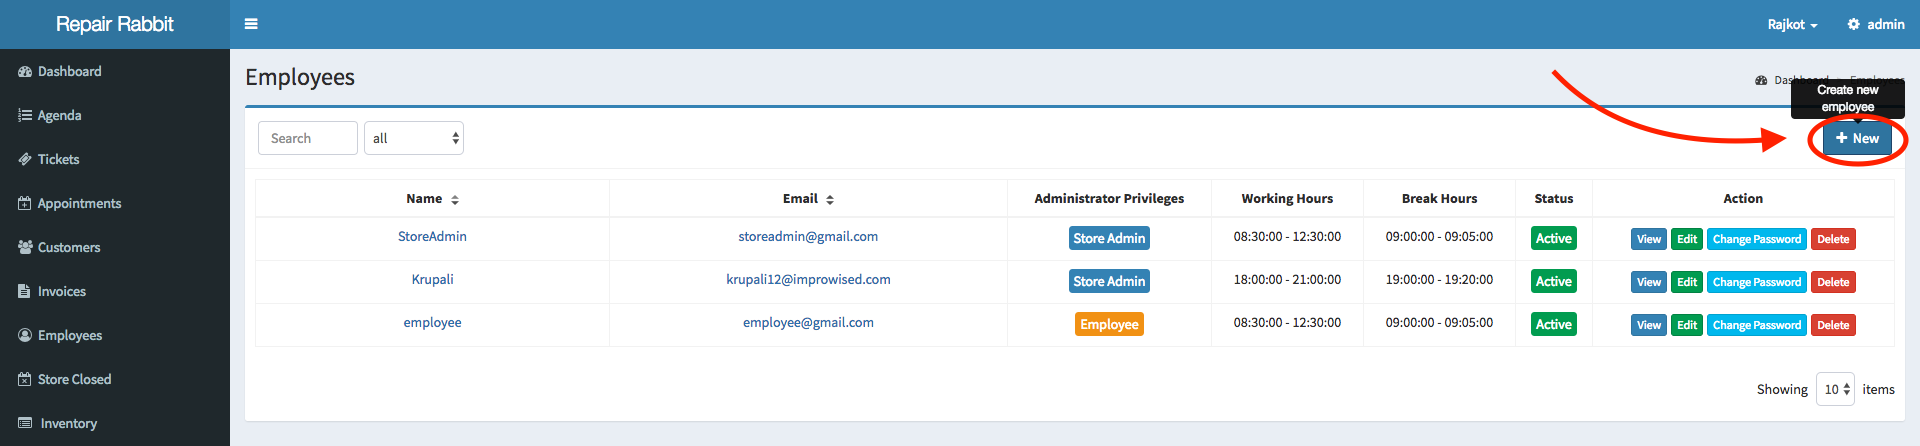 Repair Rabbit
Rajkot
admin
Dashboard
Agenda
Tickets
Appointments
Customers
Invoices
Employees
Store Closed
Inventory
Employees
Dashboard Employees
Create new
employee
Search all
+ New
Name Email Administrator Privileges Working Hours Break Hours Status Action
StoreAdmin storeadmin@gmail.com Store Admin 08:30:00 - 12:30:00 09:00:00 - 09:05:00 Active View Edit Change Password Delete
Krupali krupali12@improwised.com Store Admin 18:00:00 - 21:00:00 19:00:00 - 19:20:00 Active View Edit Change Password Delete
employee employee@gmail.com Employee 08:30:00 - 12:30:00 09:00:00 - 09:05:00 Active View Edit Change Password Delete
Showing 10 items